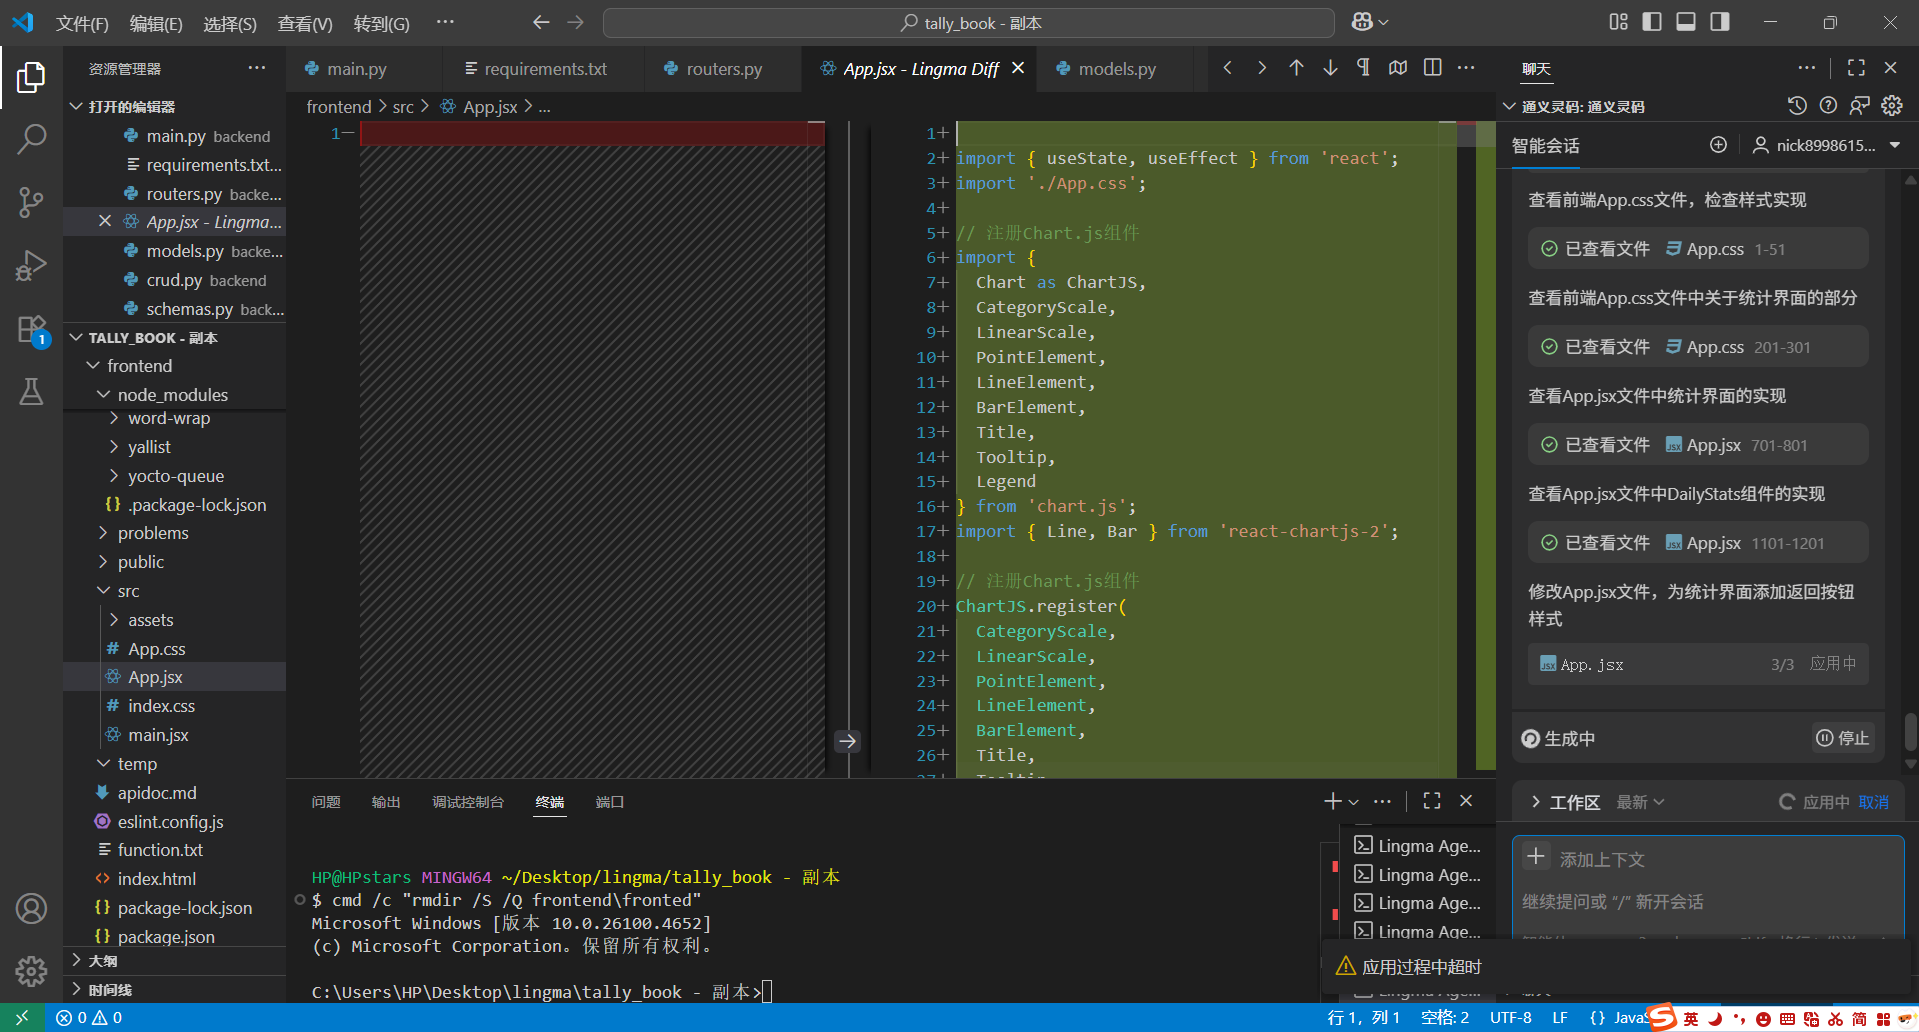 文件(F) 编辑(E) 选择(S) 查看(V) 转到(G) ··· tally_book - 副本
资源管理器 ···
打开的编辑器
main.py backend
requirements.txt...
routers.py backe...
App.jsx - Lingma...
models.py backe...
crud.py backend
schemas.py back...
TALLY_BOOK - 副本
frontend
node_modules
word-wrap
yallist
yocto-queue
.package-lock.json
problems
public
src
assets
App.css
App.jsx
index.css
main.jsx
temp
apidoc.md
eslint.config.js
function.txt
index.html
package-lock.json
package.json
大纲
时间线
1
main.py requirements.txt routers.py App.jsx - Lingma Diff models.py
frontend > src > App.jsx > ...
1—
1+
2+ import { useState, useEffect } from 'react';
3+ import './App.css';
4+
5+ // 注册Chart.js组件
6+ import {
7+ Chart as ChartJS,
8+ CategoryScale,
9+ LinearScale,
10+ PointElement,
11+ LineElement,
12+ BarElement,
13+ Title,
14+ Tooltip,
15+ Legend
16+ } from 'chart.js';
17+ import { Line, Bar } from 'react-chartjs-2';
18+
19+ // 注册Chart.js组件
20+ ChartJS.register(
21+ CategoryScale,
22+ LinearScale,
23+ PointElement,
24+ LineElement,
25+ BarElement,
26+ Title,
问题 输出 调试控制台 终端 端口
HP@HPstars MINGW64 ~/Desktop/lingma/tally_book - 副本
$ cmd /c "rmdir /S /Q frontend\fronted"
Microsoft Windows [版本 10.0.26100.4652]
(c) Microsoft Corporation。保留所有权利。
C:\Users\HP\Desktop\lingma\tally_book - 副本>
Lingma Age...
Lingma Age...
Lingma Age...
Lingma Age...
聊天
通义灵码: 通义灵码
智能会话 nick8998615...
查看前端App.css文件，检查样式实现
已查看文件 App.css 1-51
查看前端App.css文件中关于统计界面的部分
已查看文件 App.css 201-301
查看App.jsx文件中统计界面的实现
已查看文件 App.jsx 701-801
查看App.jsx文件中DailyStats组件的实现
已查看文件 App.jsx 1101-1201
修改App.jsx文件，为统计界面添加返回按钮
样式
App.jsx 3/3 应用中
生成中 停止
工作区 最新 应用中 取消
添加上下文
继续提问或 “/” 新开会话
应用过程中超时
0 0
行 1，列 1 空格: 2 UTF-8 LF {} JavaS
英 简